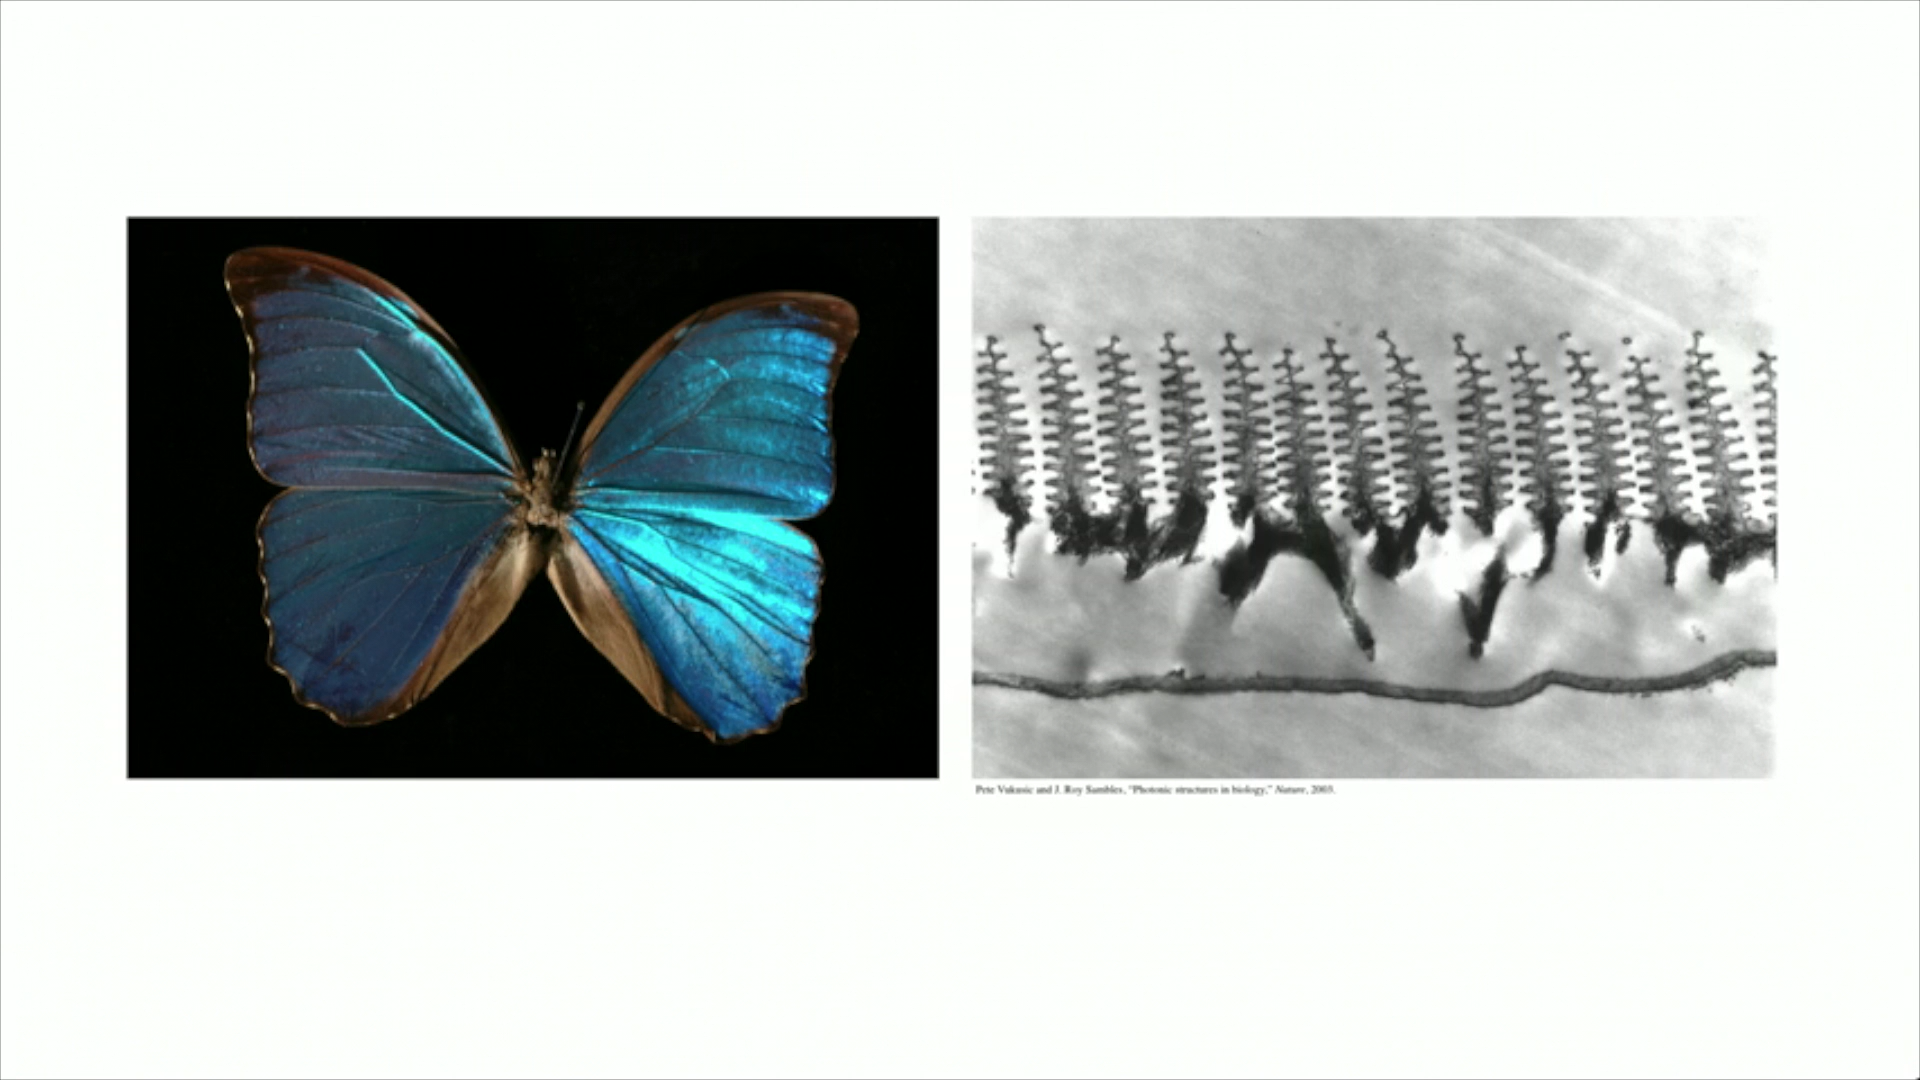 Pete Vukusic and J. Roy Sambles, "Photonic structures in biology," Nature, 2003.